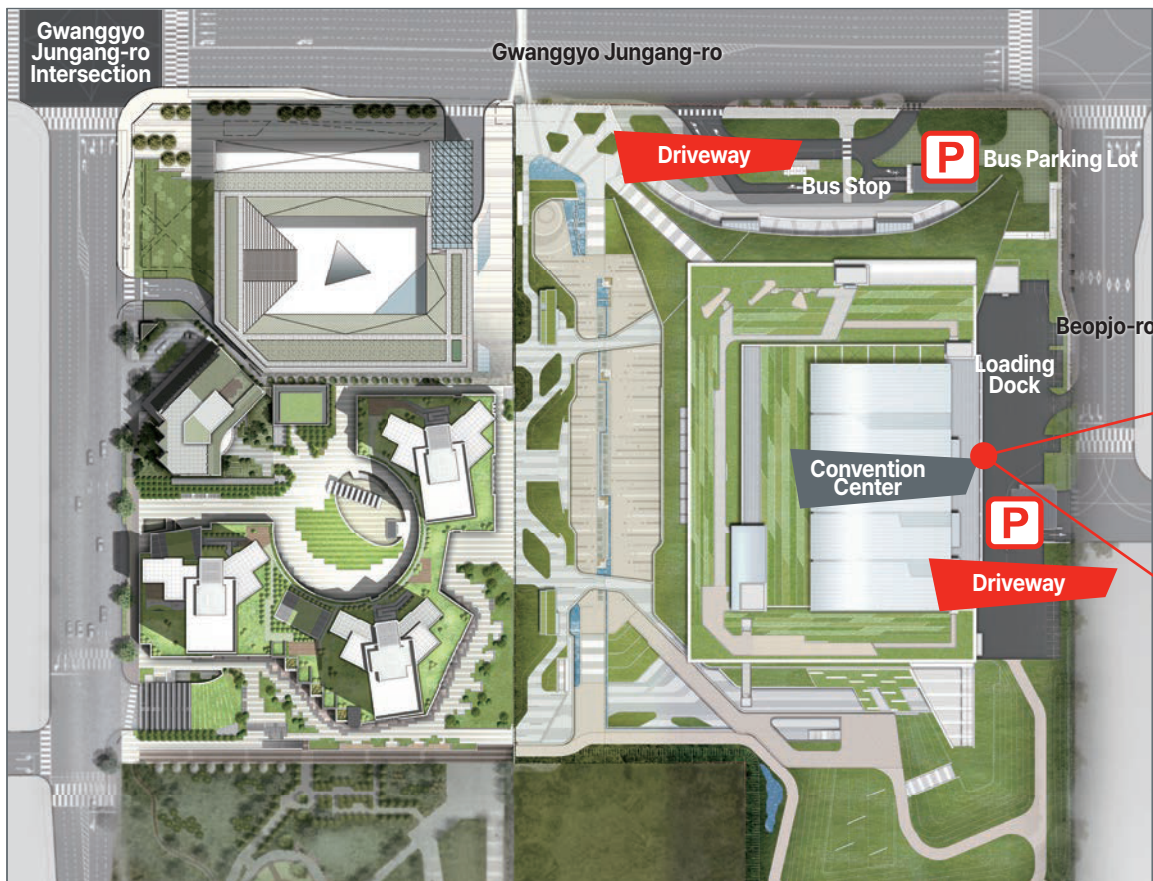 Gwanggyo
Jungang-ro
Intersection
Gwanggyo Jungang-ro
Driveway
P
Bus Parking Lot
Bus Stop
Beopjo-ro
Loading
Dock
Convention
Center
P
Driveway